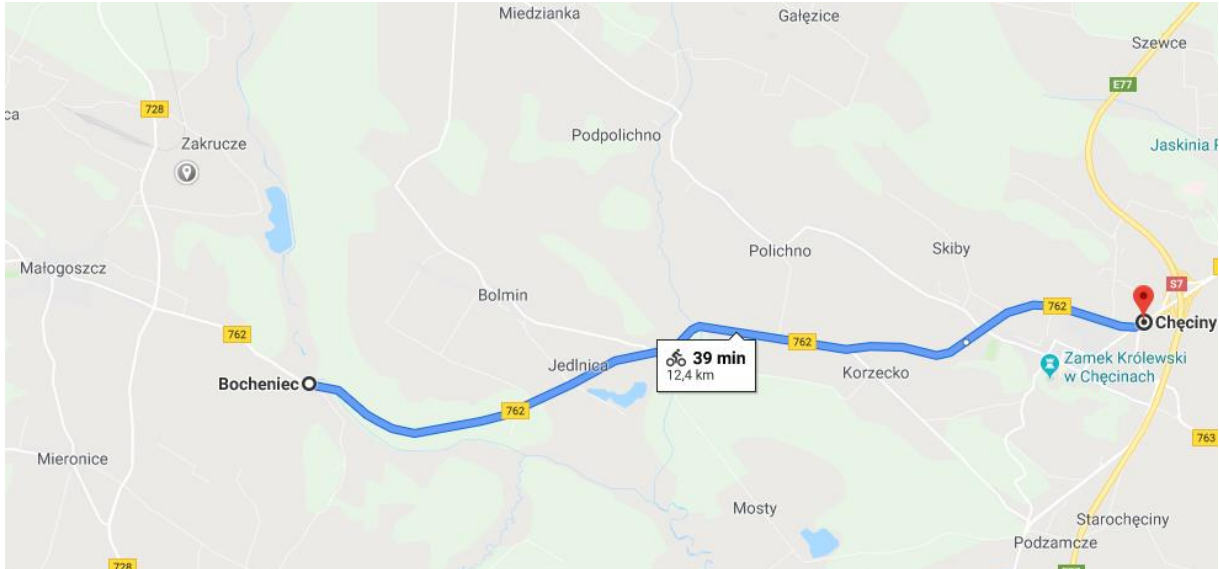 Miedzianka
Gałęzice
Szewce
E77
728
ca
Zakrucze
Podpolichno
Jaskinia
Polichno
Skiby
Małogoszcz
S7
Bolmin
762
762
Chęciny
762
39 min
12,4 km
Zamek Królewski
w Chęcinach
Jedlnica
Korzecko
Bocheniec
762
763
Mieronice
Mosty
Starochęciny
Podzamcze
728